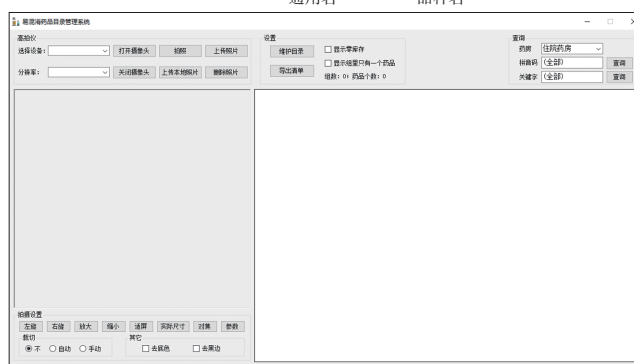 通用名 品种名
易混淆药品目录管理系统
高拍仪
选择设备: 打开摄像头 拍照 上传照片
分辨率: 关闭摄像头 上传本地照片 删除照片
设置
维护目录 显示零库存
显示组里只有一个药品
导出清单 组数: 0; 药品个数: 0
查询
药房 住院药房
拼音码 (全部) 查询
关键字 (全部) 查询
拍摄设置
左旋 右旋 放大 缩小 适屏 实际尺寸 对焦 参数
裁切
不 自动 手动
其它
去底色 去黑边